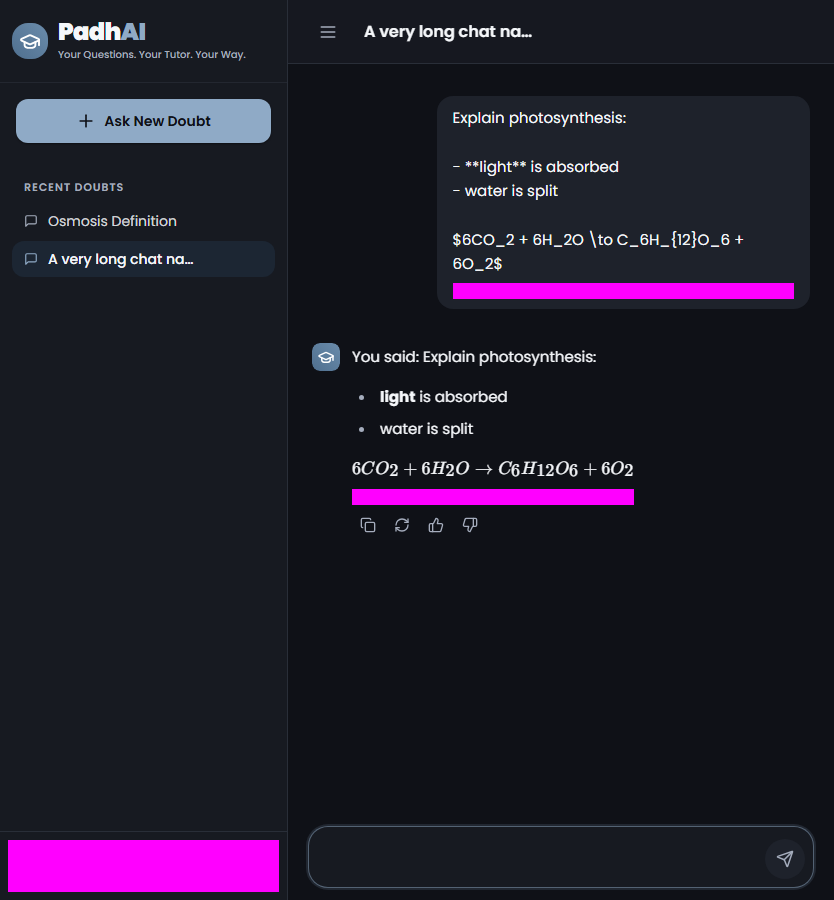 PadhAI
Your Questions. Your Tutor. Your Way.
Ask New Doubt
RECENT DOUBTS
Osmosis Definition
A very long chat na...
A very long chat na...
Explain photosynthesis:
- **light** is absorbed
- water is split
$6CO_2 + 6H_2O \to C_6H_{12}O_6 +
6O_2$
You said: Explain photosynthesis:
• light is absorbed
• water is split
6CO2 + 6H2O → C6H12O6 + 6O2